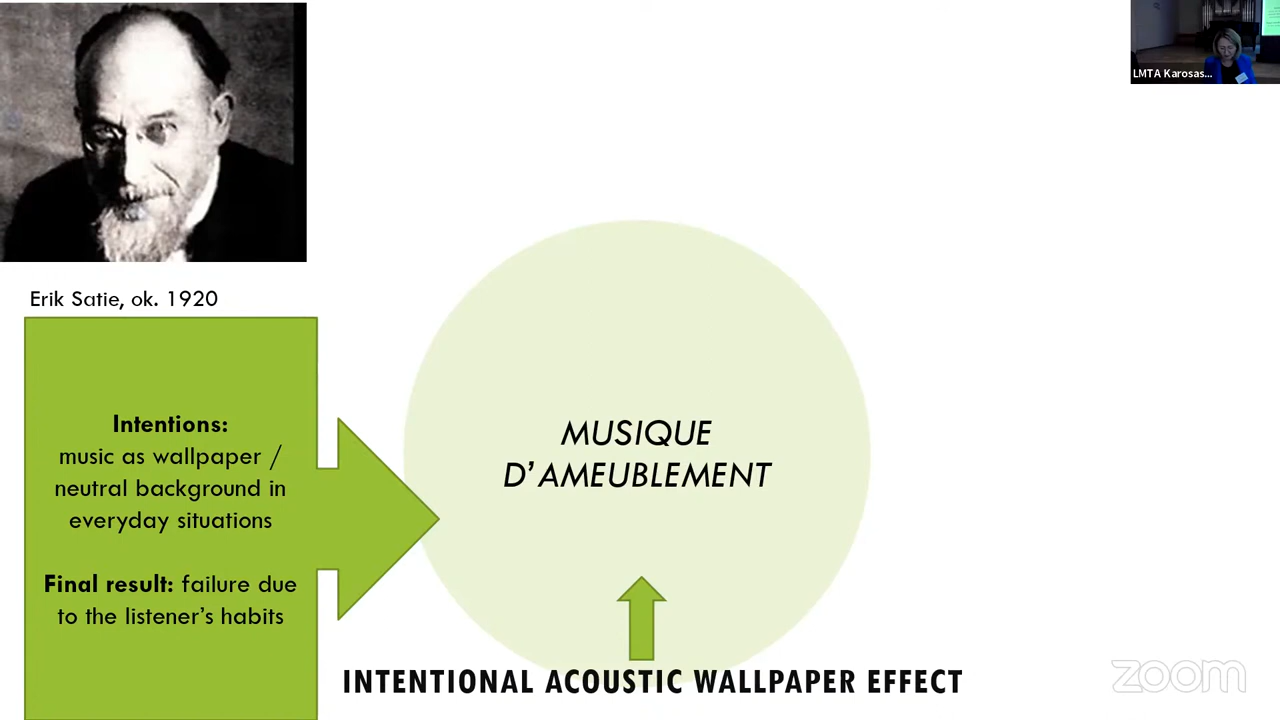 LMTA Karosas...
Erik Satie, ok. 1920
Intentions:
music as wallpaper /
neutral background in
everyday situations
Final result: failure due
to the listener’s habits
MUSIQUE
D’AMEUBLEMENT
INTENTIONAL ACOUSTIC WALLPAPER EFFECT
zoom